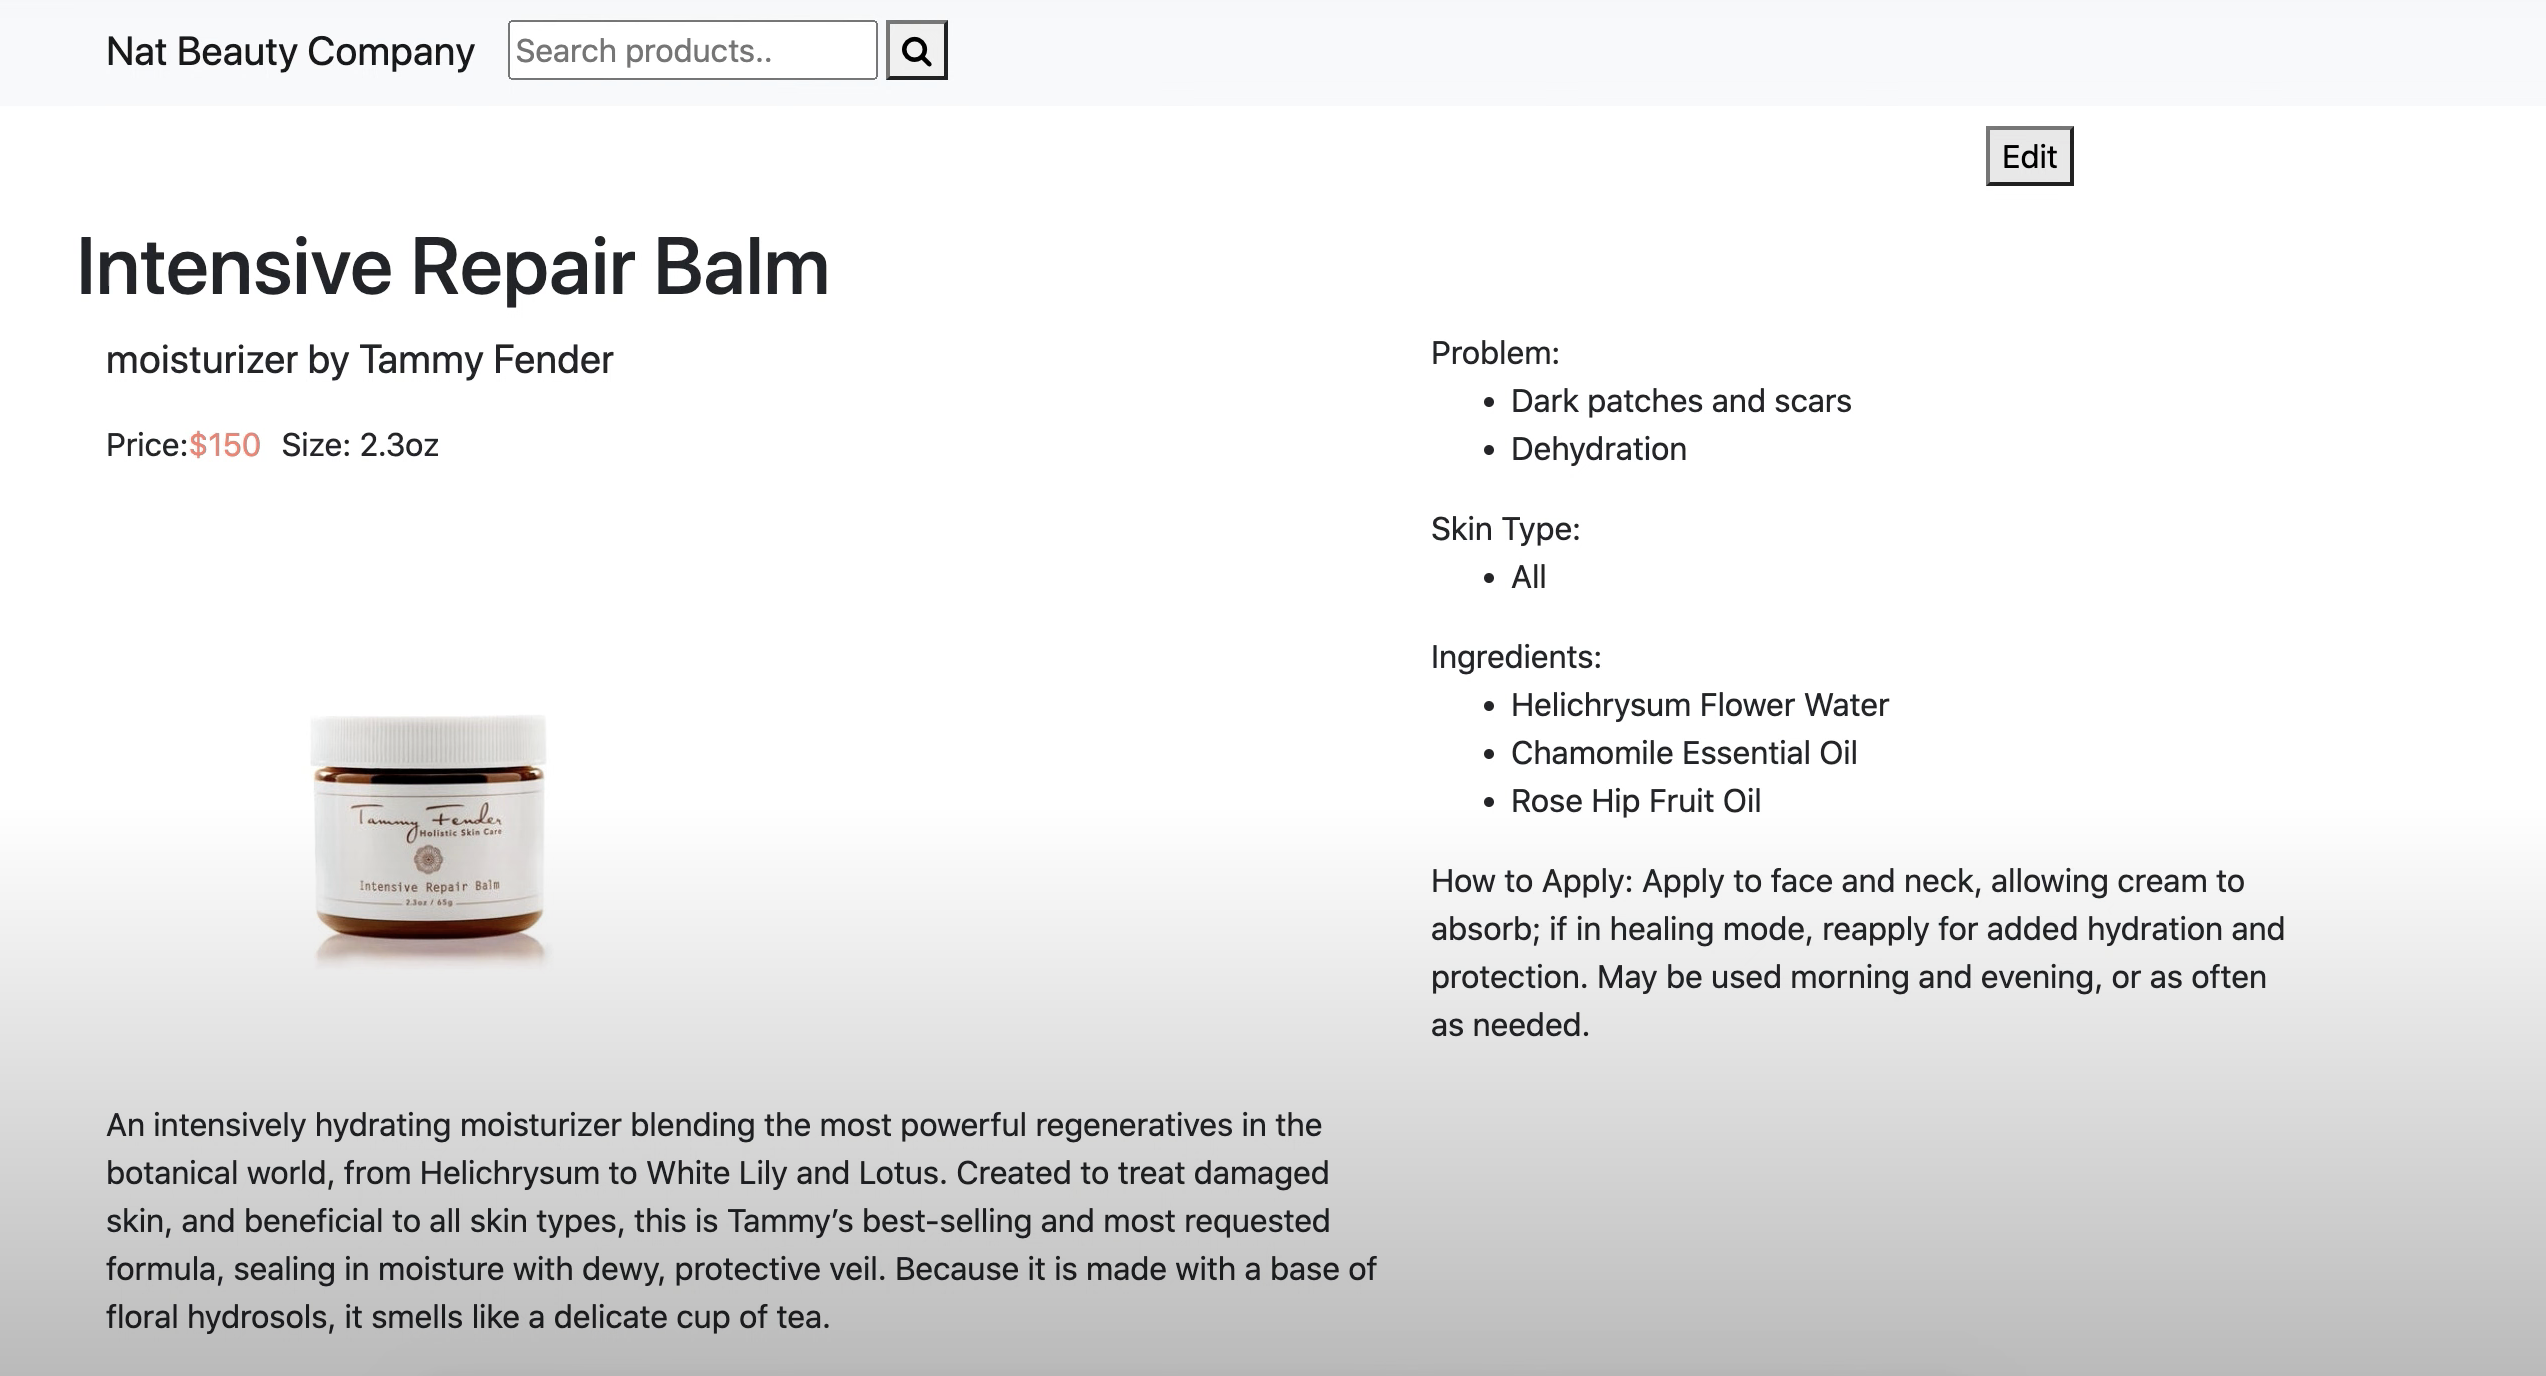 Nat Beauty Company
Search products..
Edit
Intensive Repair Balm
moisturizer by Tammy Fender
Price:$150 Size: 2.3oz
Tammy Fender
Holistic Skin Care
Intensive Repair Balm
2.3oz / 65g
An intensively hydrating moisturizer blending the most powerful regeneratives in the
botanical world, from Helichrysum to White Lily and Lotus. Created to treat damaged
skin, and beneficial to all skin types, this is Tammy’s best-selling and most requested
formula, sealing in moisture with dewy, protective veil. Because it is made with a base of
floral hydrosols, it smells like a delicate cup of tea.
Problem:
• Dark patches and scars
• Dehydration
Skin Type:
• All
Ingredients:
• Helichrysum Flower Water
• Chamomile Essential Oil
• Rose Hip Fruit Oil
How to Apply: Apply to face and neck, allowing cream to
absorb; if in healing mode, reapply for added hydration and
protection. May be used morning and evening, or as often
as needed.